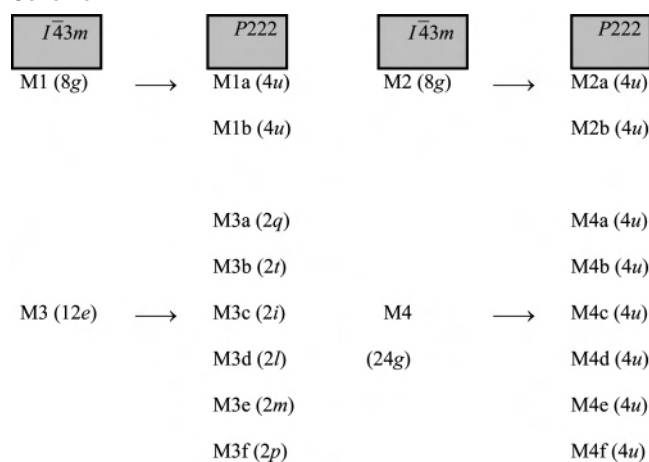 I4̄3m P222 I4̄3m P222
M1 (8g) → M1a (4u) M2 (8g) → M2a (4u)
M1b (4u) M2b (4u)
M3a (2q) M4a (4u)
M3b (2t) M4b (4u)
M3 (12e) → M3c (2i) M4 → M4c (4u)
M3d (2l) (24g) M4d (4u)
M3e (2m) M4e (4u)
M3f (2p) M4f (4u)